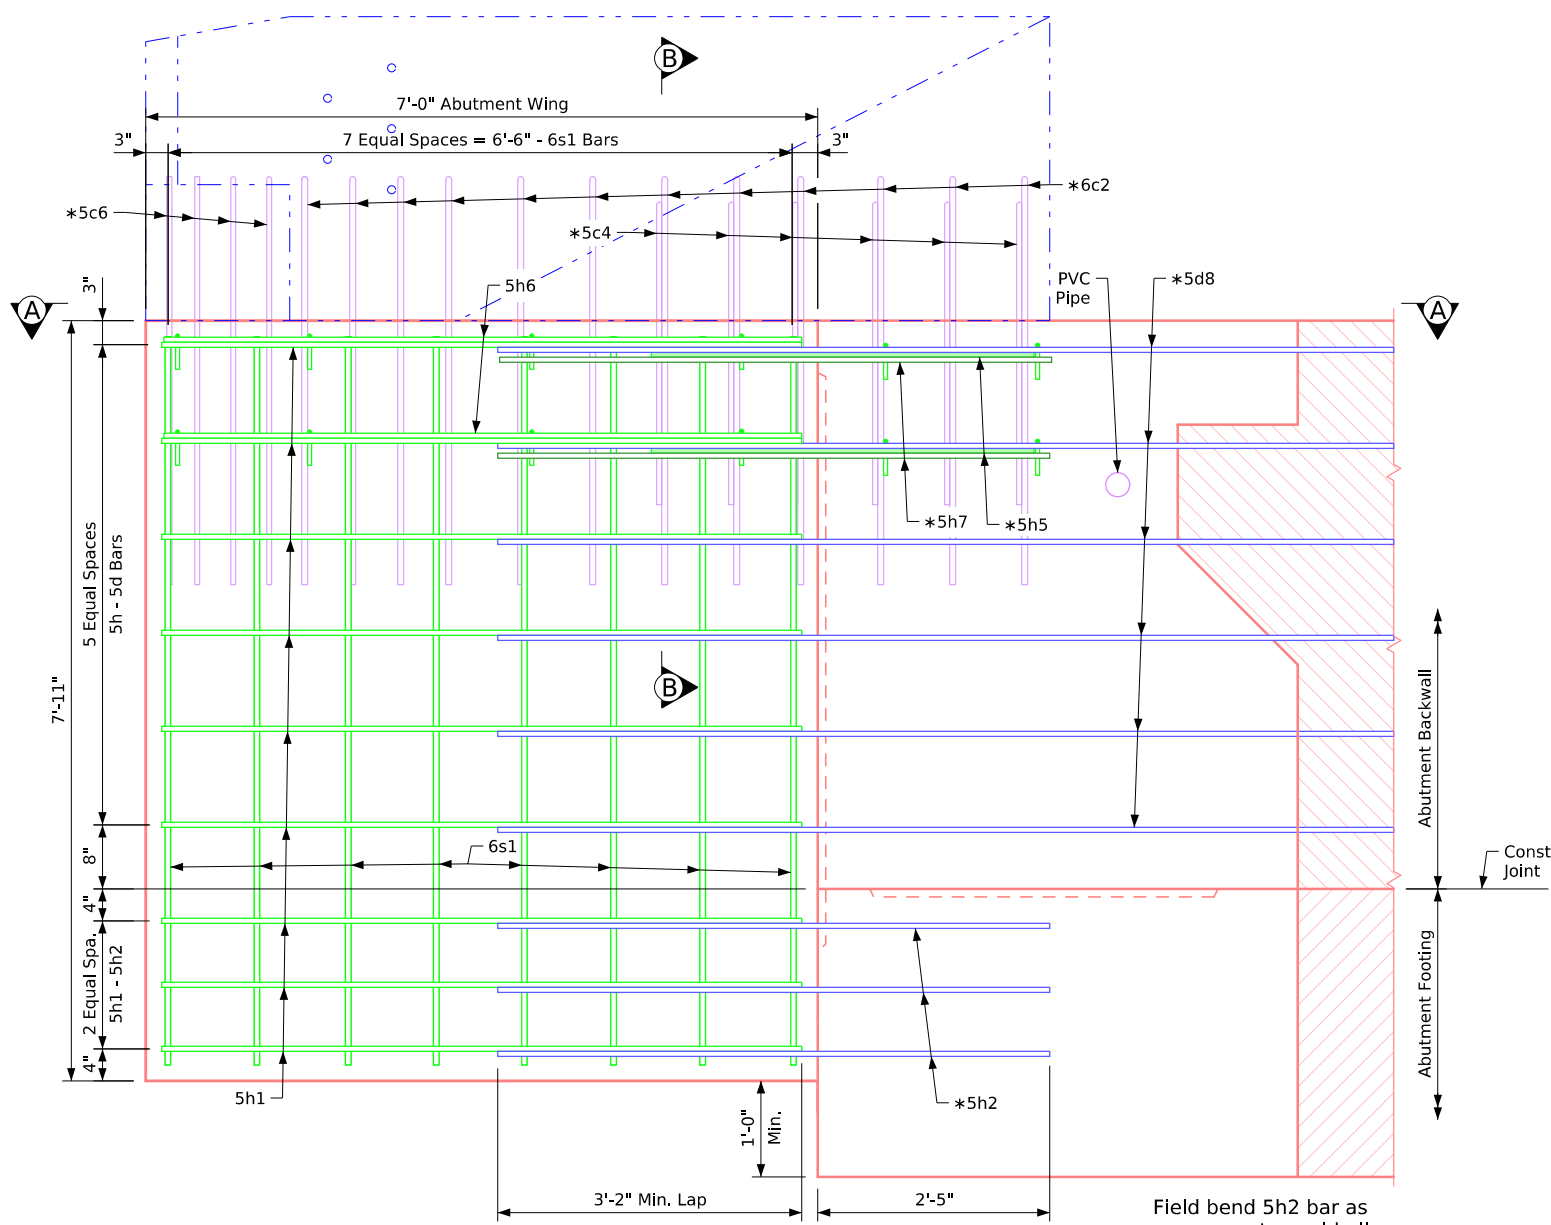 B
7'-0" Abutment Wing
3"
7 Equal Spaces = 6'-6" - 6s1 Bars
3"
*6c2
*5c6
*5c4
3"
5h6
PVC
Pipe
*5d8
A
A
*5h7
*5h5
5 Equal Spaces
5h - 5d Bars
7'-11"
B
Abutment Backwall
8"
6s1
Const
Joint
4"
2 Equal Spa.
5h1 - 5h2
Abutment Footing
4"
5h1
*5h2
1'-0"
Min.
3'-2" Min. Lap
2'-5"
Field bend 5h2 bar as